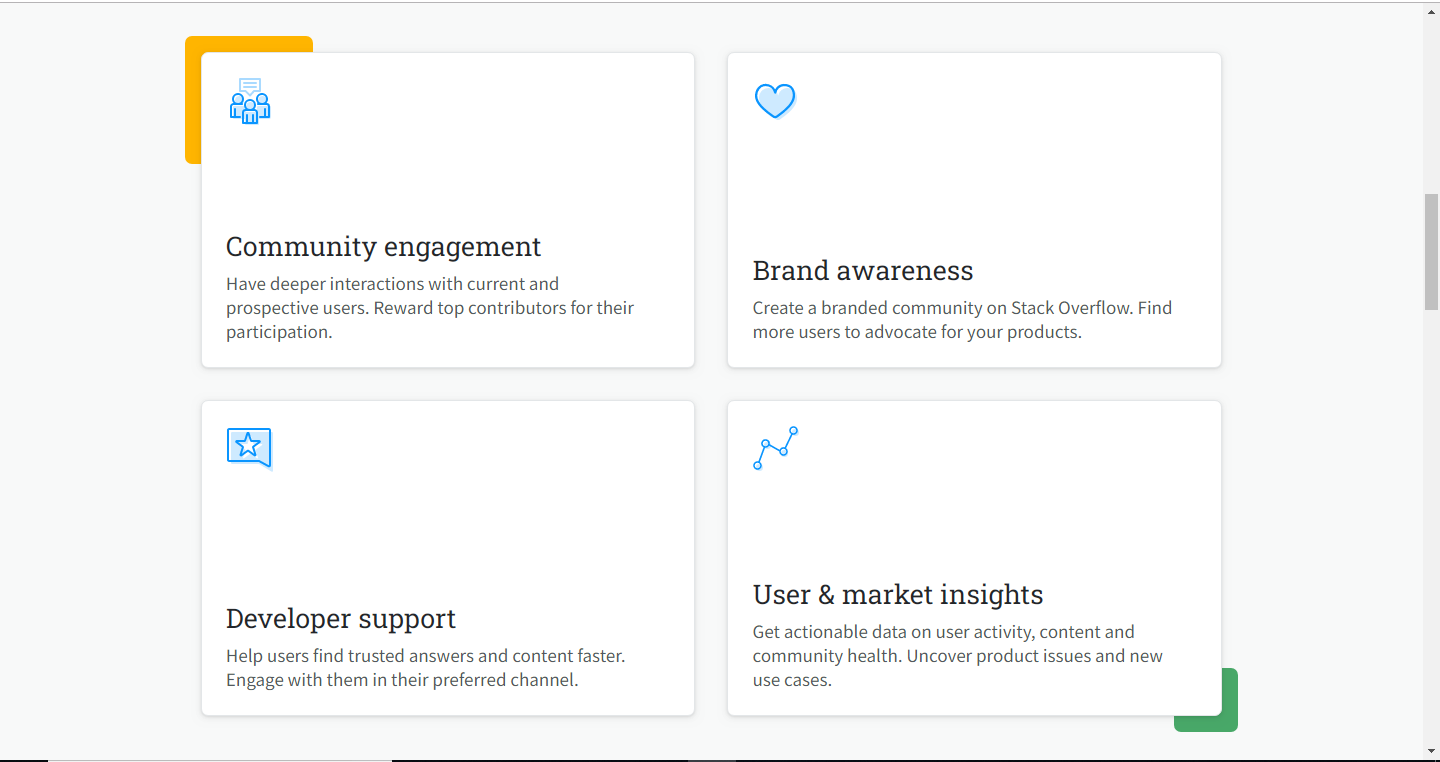 Community engagement
Have deeper interactions with current and
prospective users. Reward top contributors for their
participation.
Brand awareness
Create a branded community on Stack Overflow. Find
more users to advocate for your products.
Developer support
Help users find trusted answers and content faster.
Engage with them in their preferred channel.
User & market insights
Get actionable data on user activity, content and
community health. Uncover product issues and new
use cases.